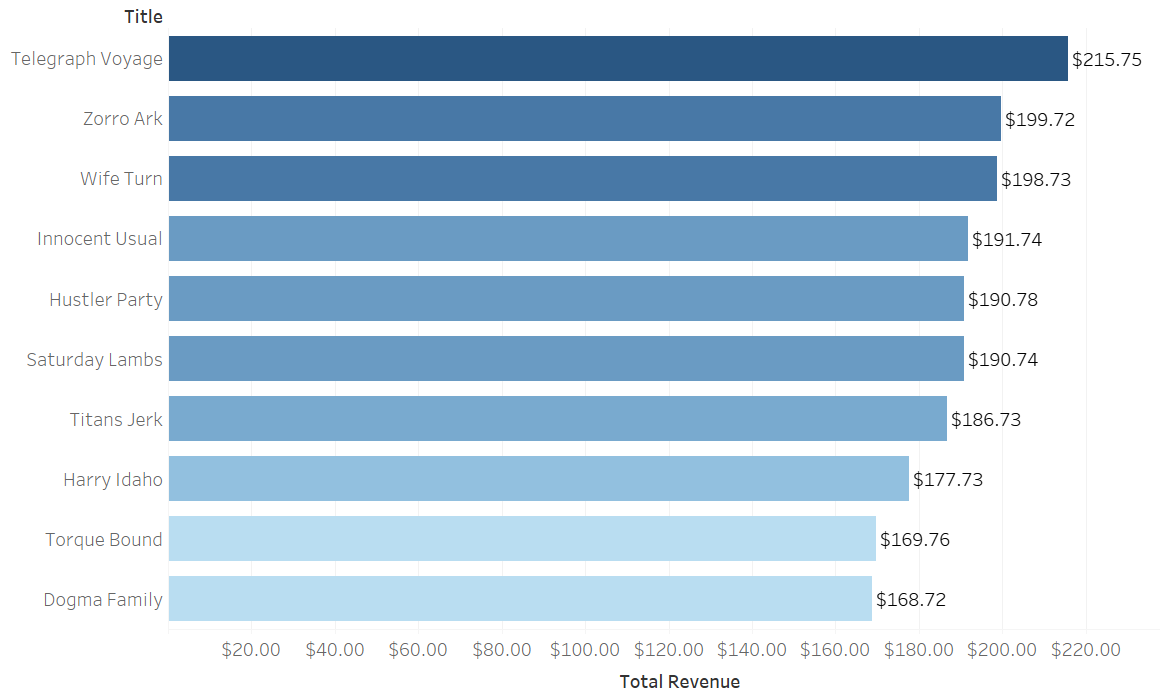 Title
Telegraph Voyage $215.75
Zorro Ark $199.72
Wife Turn $198.73
Innocent Usual $191.74
Hustler Party $190.78
Saturday Lambs $190.74
Titans Jerk $186.73
Harry Idaho $177.73
Torque Bound $169.76
Dogma Family $168.72
$20.00 $40.00 $60.00 $80.00 $100.00 $120.00 $140.00 $160.00 $180.00 $200.00 $220.00
Total Revenue